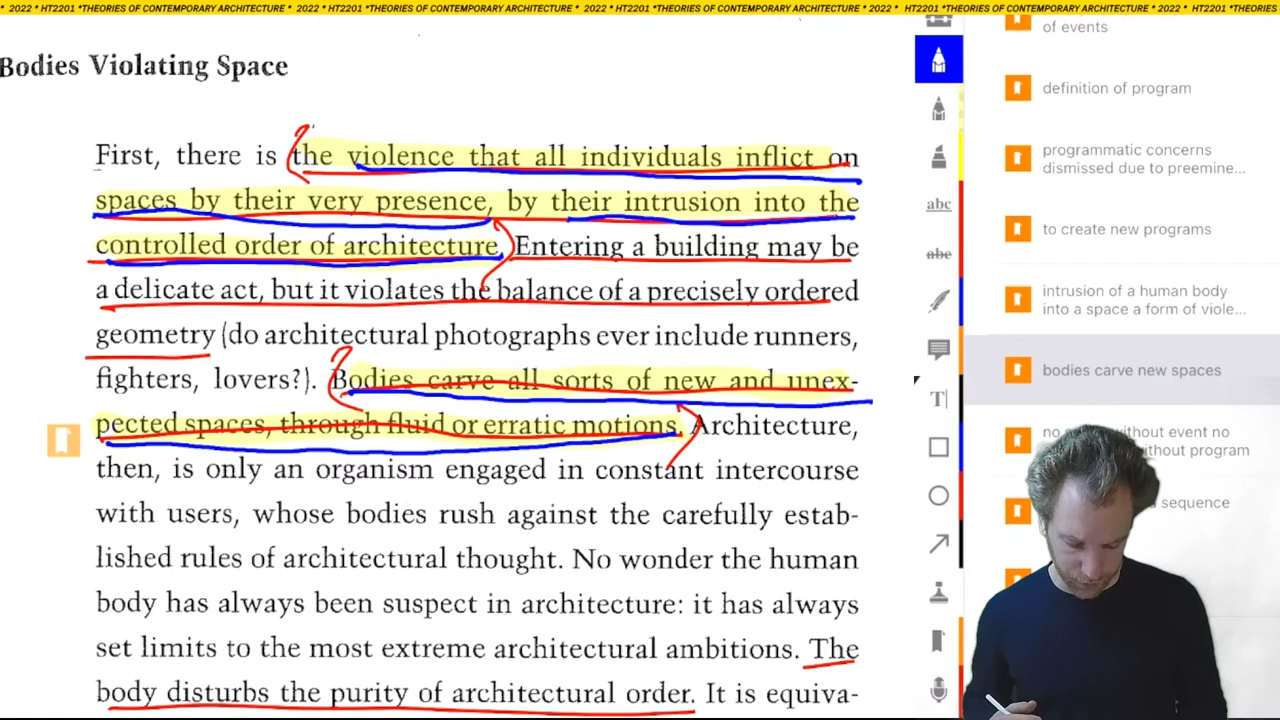 * 2022 * HT2201 *THEORIES OF CONTEMPORARY ARCHITECTURE * 2022 * HT2201 *THEORIES OF CONTEMPORARY ARCHITECTURE * 2022 * HT2201 *THEORIES OF CONTEMPORARY ARCHITECTURE * 2022 * HT2201 *THEORIES OF CONTEMPORARY ARCHITECTURE * 2022 *
Bodies Violating Space
First, there is the violence that all individuals inflict on
spaces by their very presence, by their intrusion into the
controlled order of architecture. Entering a building may be
a delicate act, but it violates the balance of a precisely ordered
geometry (do architectural photographs ever include runners,
fighters, lovers?). Bodies carve all sorts of new and unex-
pected spaces, through fluid or erratic motions. Architecture,
then, is only an organism engaged in constant intercourse
with users, whose bodies rush against the carefully estab-
lished rules of architectural thought. No wonder the human
body has always been suspect in architecture: it has always
set limits to the most extreme architectural ambitions. The
body disturbs the purity of architectural order. It is equiva-
abc
abe
T
of events
definition of program
programmatic concerns
dismissed due to preemine...
to create new programs
intrusion of a human body
into a space a form of viole...
bodies carve new spaces
no without event no
without program
sequence